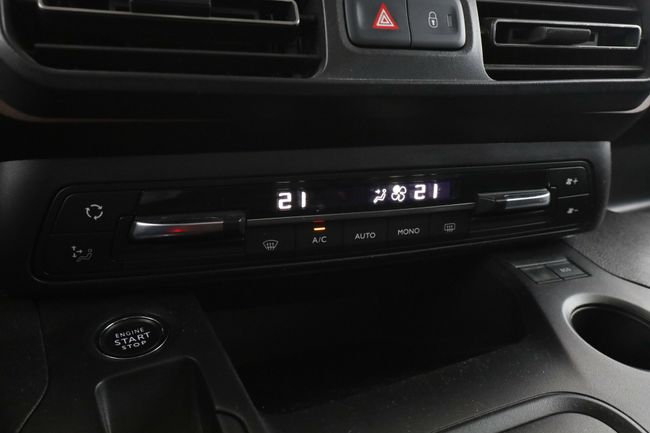 21 21
A/C AUTO MONO
ENGINE
START
STOP